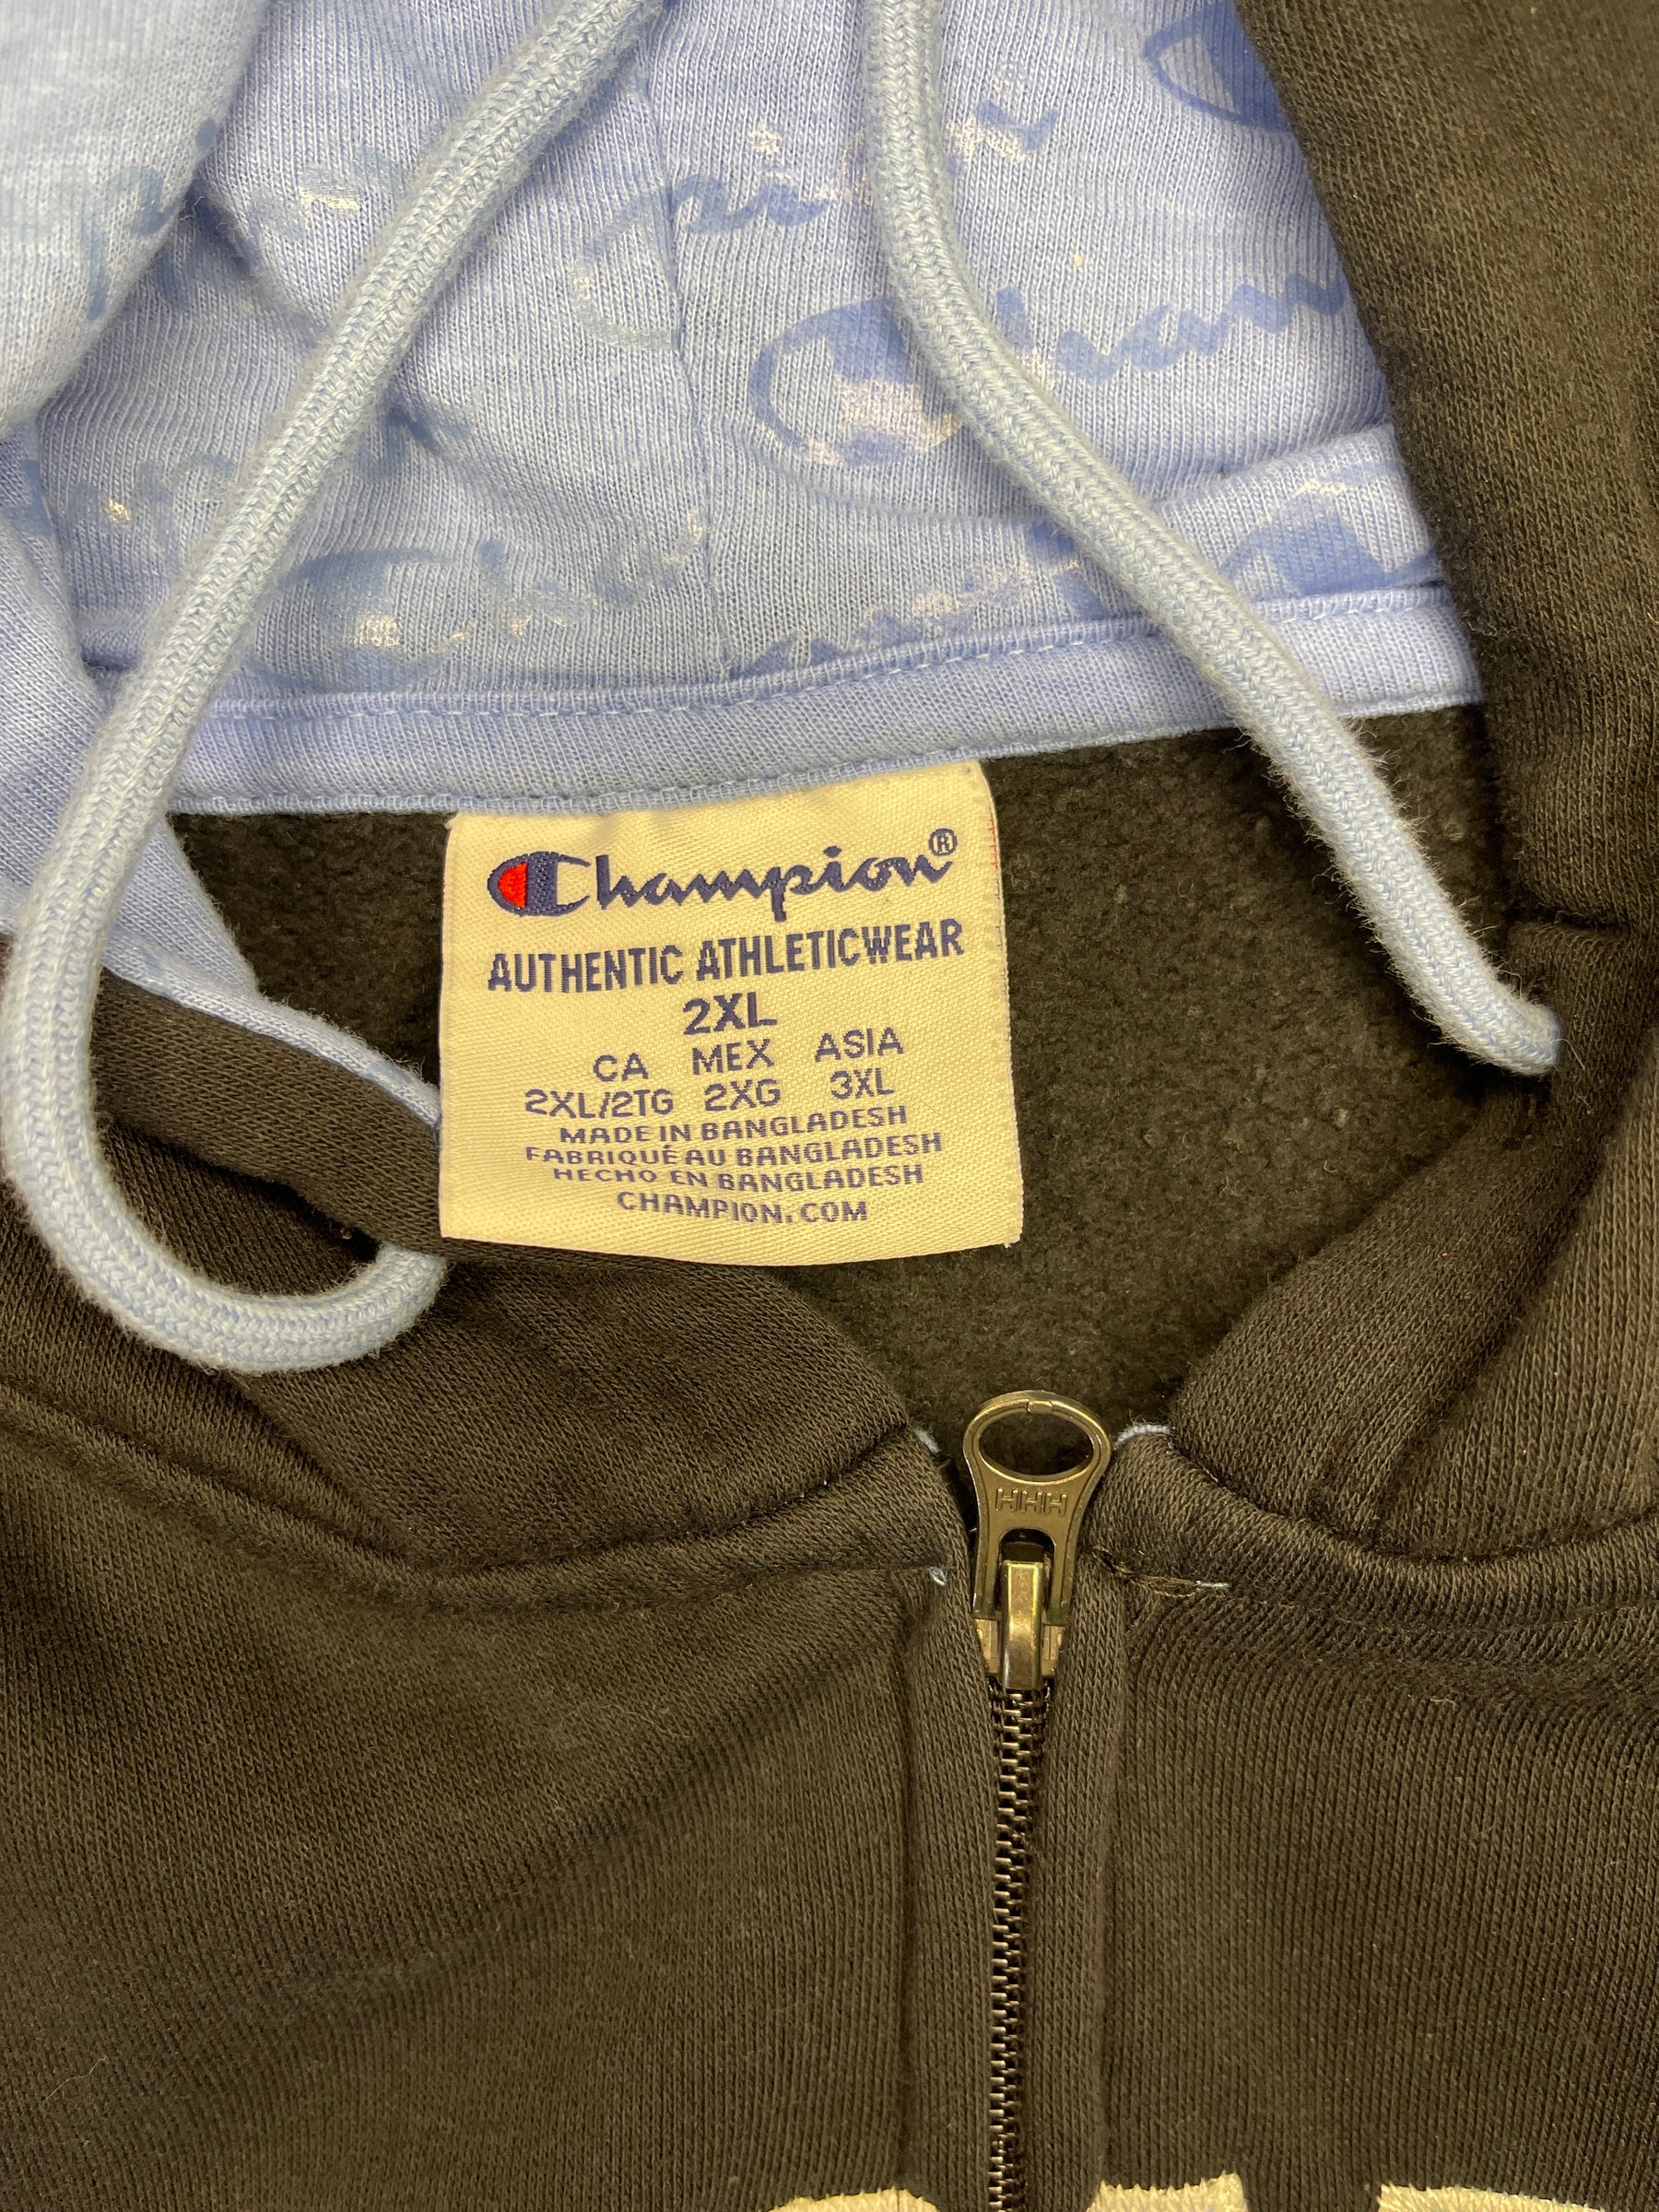 Cham
Champion®
AUTHENTIC ATHLETICWEAR
2XL
CA MEX ASIA
2XL/2TG 2XG 3XL
MADE IN BANGLADESH
FABRIQUÉ AU BANGLADESH
HECHO EN BANGLADESH
CHAMPION.COM
HHH